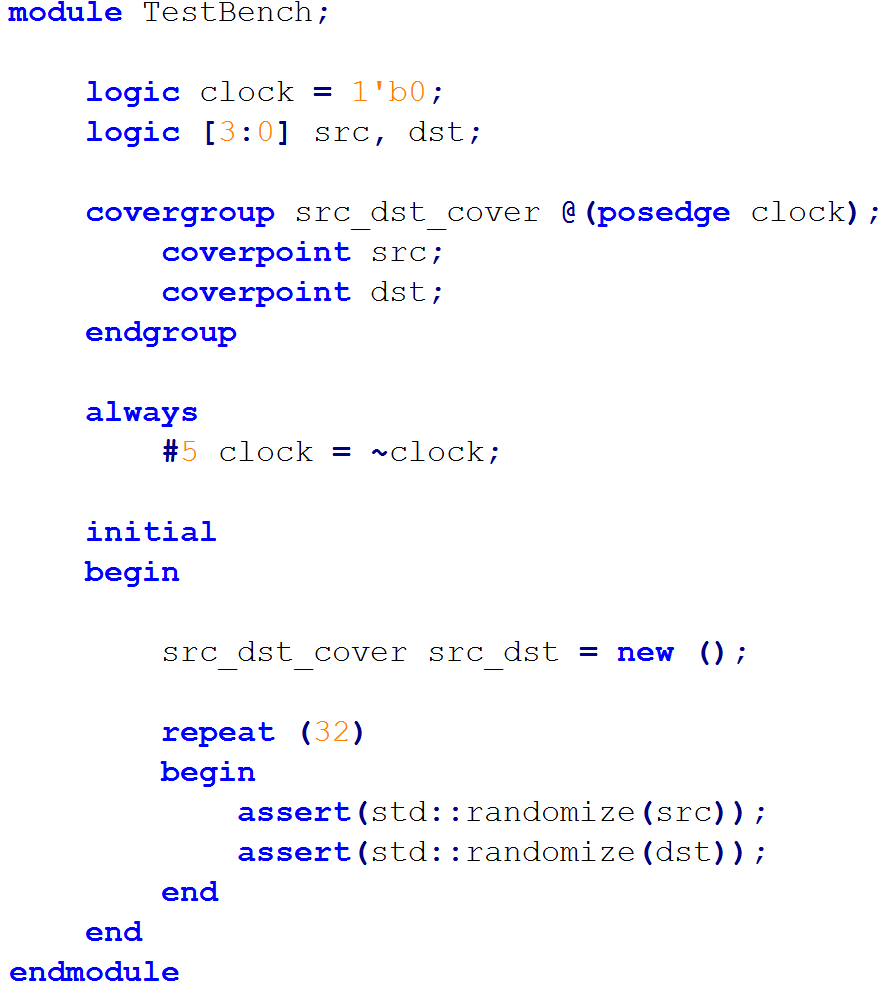 module TestBench;
logic clock = 1'b0;
logic [3:0] src, dst;
covergroup src_dst_cover @(posedge clock);
coverpoint src;
coverpoint dst;
endgroup
always
#5 clock = ~clock;
initial
begin
src_dst_cover src_dst = new ();
repeat (32)
begin
assert(std::randomize(src));
assert(std::randomize(dst));
end
end
endmodule